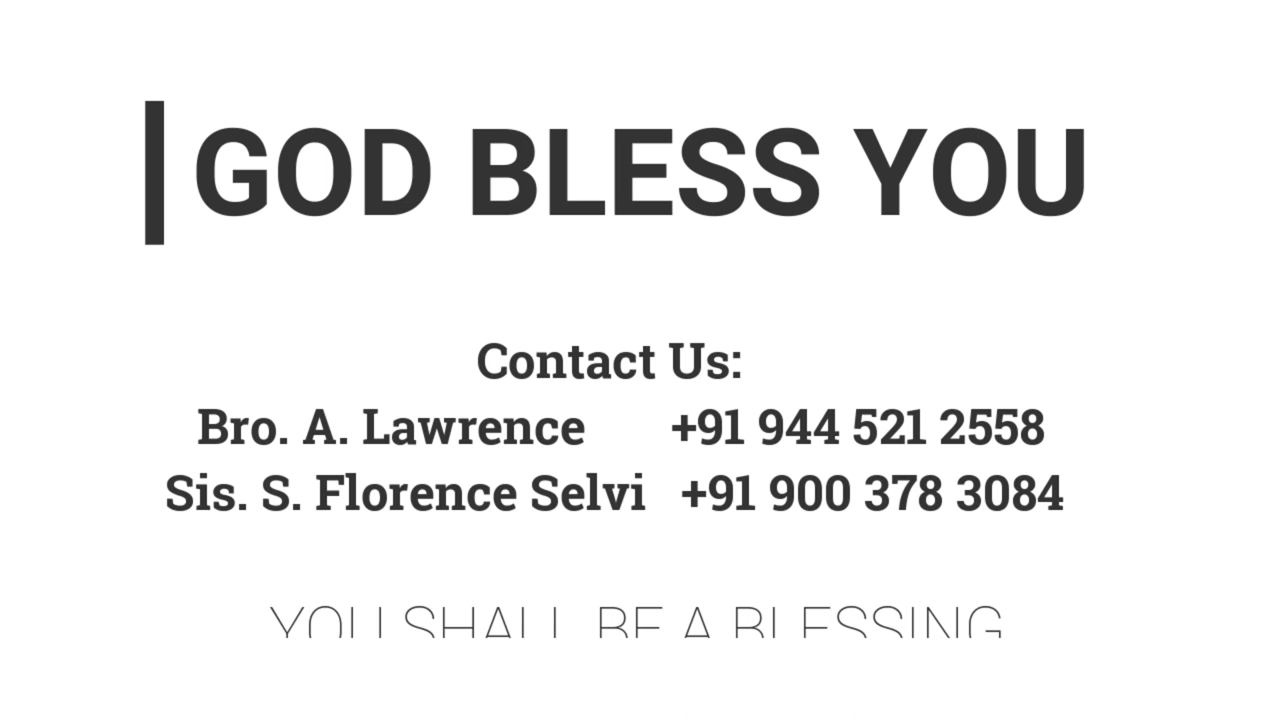 GOD BLESS YOU
Contact Us:
Bro. A. Lawrence +91 944 521 2558
Sis. S. Florence Selvi +91 900 378 3084
YOU SHALL BE A BLESSING